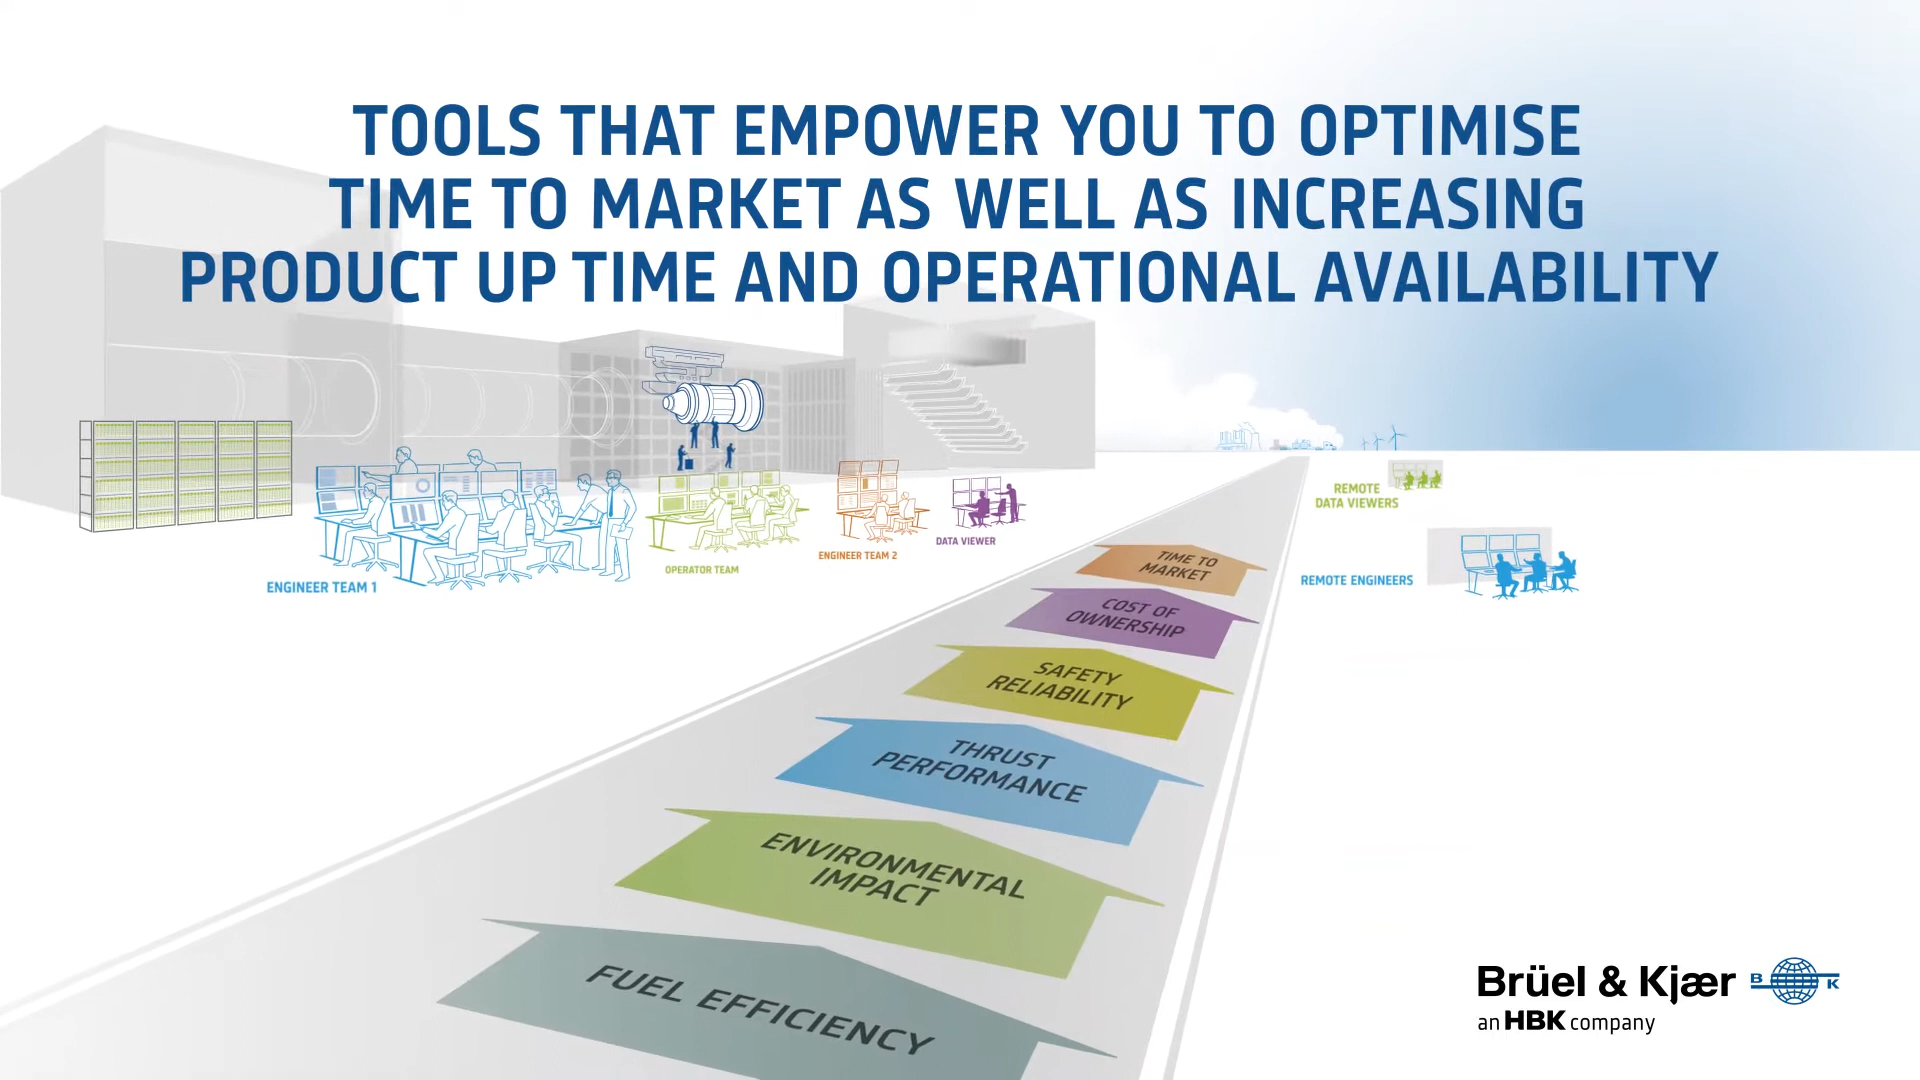 TOOLS THAT EMPOWER YOU TO OPTIMISE
TIME TO MARKET AS WELL AS INCREASING
PRODUCT UP TIME AND OPERATIONAL AVAILABILITY
ENGINEER TEAM 1
OPERATOR TEAM
ENGINEER TEAM 2
DATA VIEWER
REMOTE
DATA VIEWERS
REMOTE ENGINEERS
TIME TO
MARKET
COST OF
OWNERSHIP
SAFETY
RELIABILITY
THRUST
PERFORMANCE
ENVIRONMENTAL
IMPACT
FUEL EFFICIENCY
Brüel & Kjær
B K
an HBK company